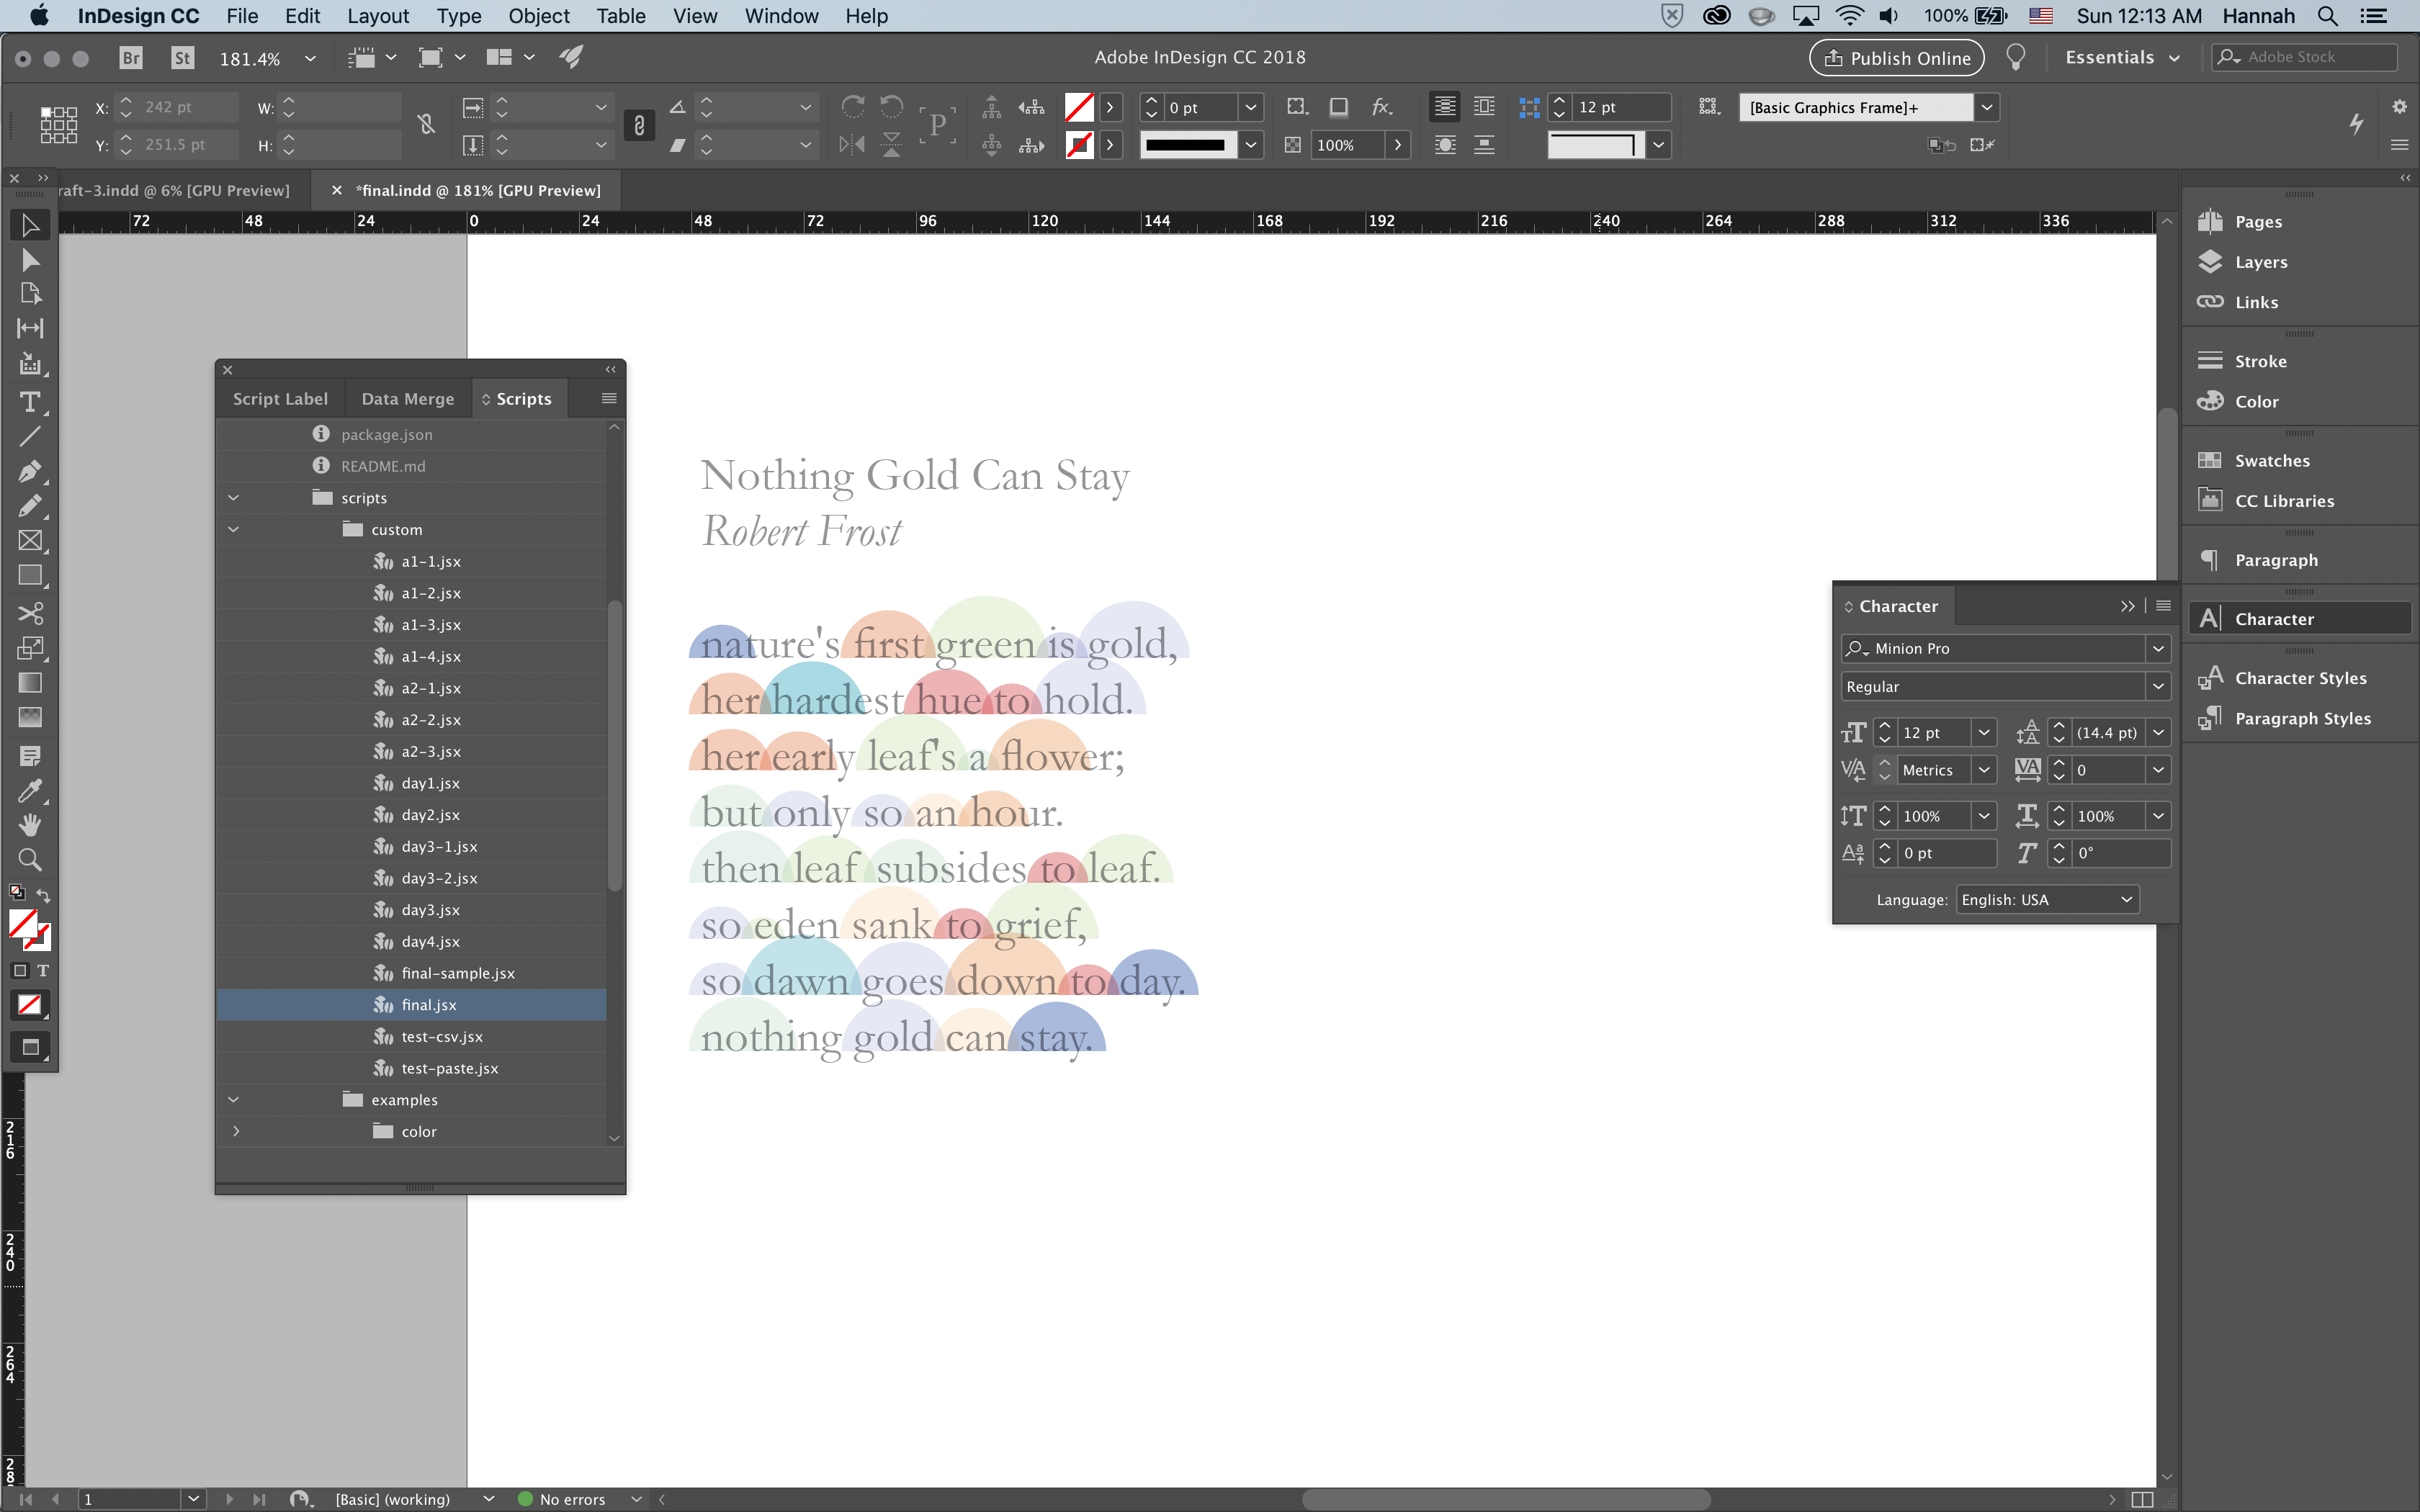 InDesign CC File Edit Layout Type Object Table View Window Help 100% Sun 12:13 AM Hannah
Br St 181.4% Adobe InDesign CC 2018 Publish Online Essentials Adobe Stock
X: 242 pt W: 0 pt fx. 12 pt [Basic Graphics Frame]+
Y: 251.5 pt H: P 100%
raft-3.indd @ 6% [GPU Preview] *final.indd @ 181% [GPU Preview]
72 48 24 0 24 48 72 96 120 144 168 192 216 240 264 288 312 336
Script Label Data Merge Scripts
package.json
README.md
scripts
custom
a1-1.jsx
a1-2.jsx
a1-3.jsx
a1-4.jsx
a2-1.jsx
a2-2.jsx
a2-3.jsx
day1.jsx
day2.jsx
day3-1.jsx
day3-2.jsx
day3.jsx
day4.jsx
final-sample.jsx
final.jsx
test-csv.jsx
test-paste.jsx
examples
color
Nothing Gold Can Stay
Robert Frost
nature's first green is gold,
her hardest hue to hold.
her early leaf's a flower;
but only so an hour.
then leaf subsides to leaf.
so eden sank to grief,
so dawn goes down to day.
nothing gold can stay.
Character
Minion Pro
Regular
12 pt (14.4 pt)
Metrics 0
100% 100%
0 pt 0°
Language: English: USA
Pages
Layers
Links
Stroke
Color
Swatches
CC Libraries
Paragraph
Character
Character Styles
Paragraph Styles
216
240
264
28
1 [Basic] (working) No errors